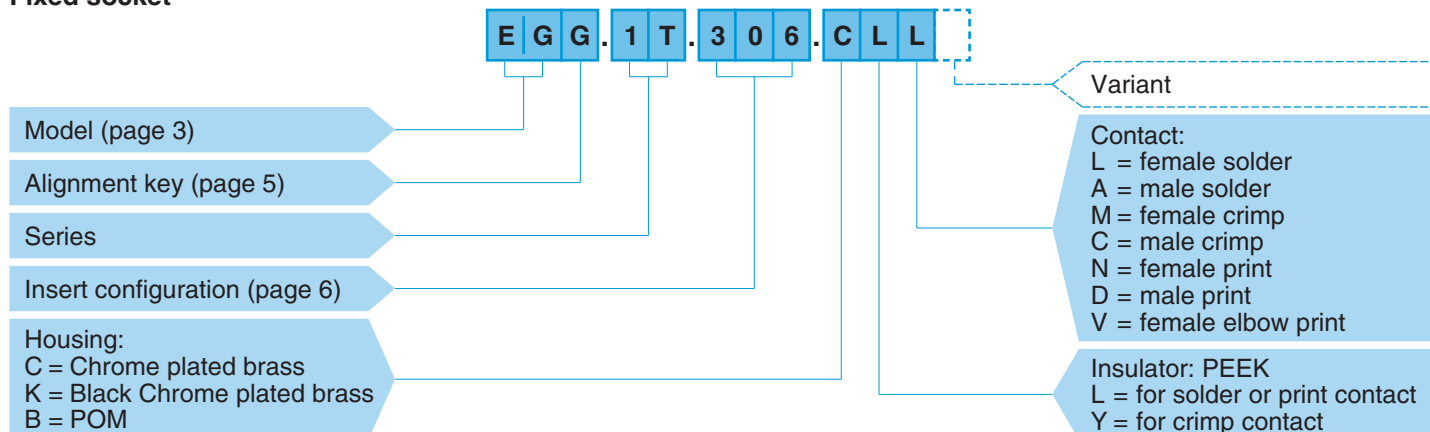 Fixed socket
E G G . 1 T . 3 0 6 . C L L
Variant
Model (page 3)
Alignment key (page 5)
Series
Insert configuration (page 6)
Housing:
C = Chrome plated brass
K = Black Chrome plated brass
B = POM
Contact:
L = female solder
A = male solder
M = female crimp
C = male crimp
N = female print
D = male print
V = female elbow print
Insulator: PEEK
L = for solder or print contact
Y = for crimp contact